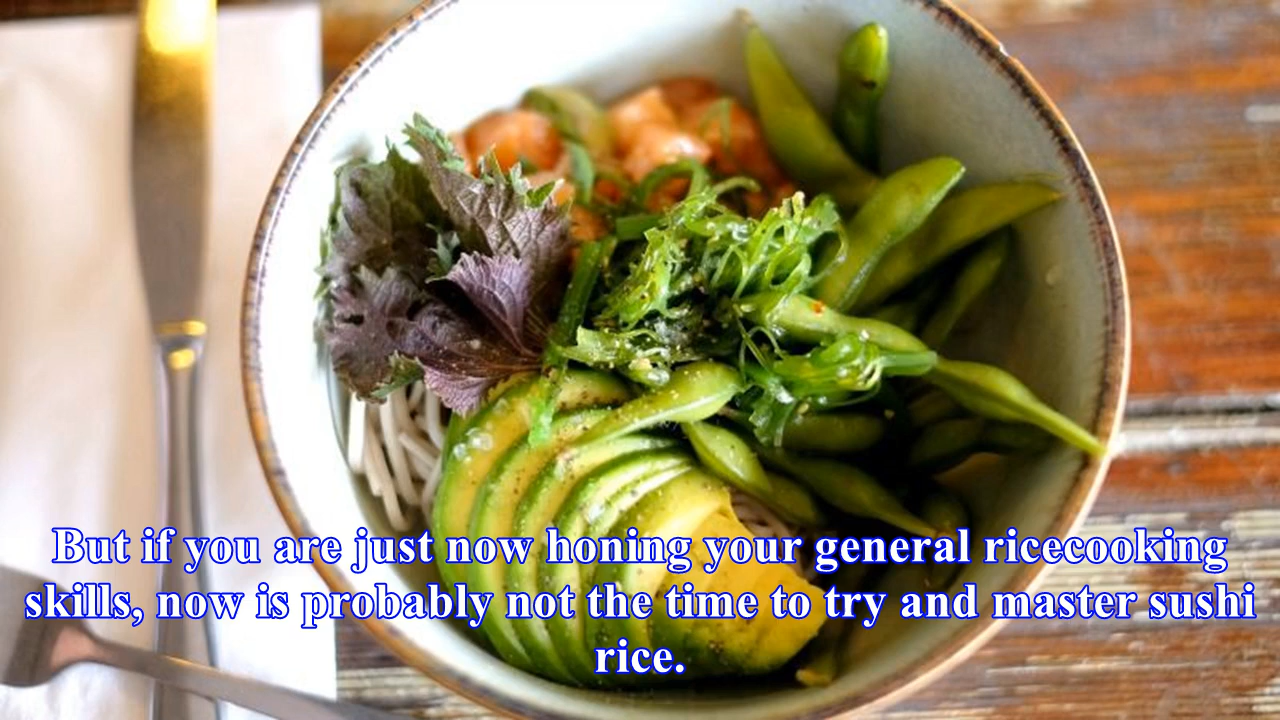 But if you are just now honing your general ricecooking
skills, now is probably not the time to try and master sushi
rice.